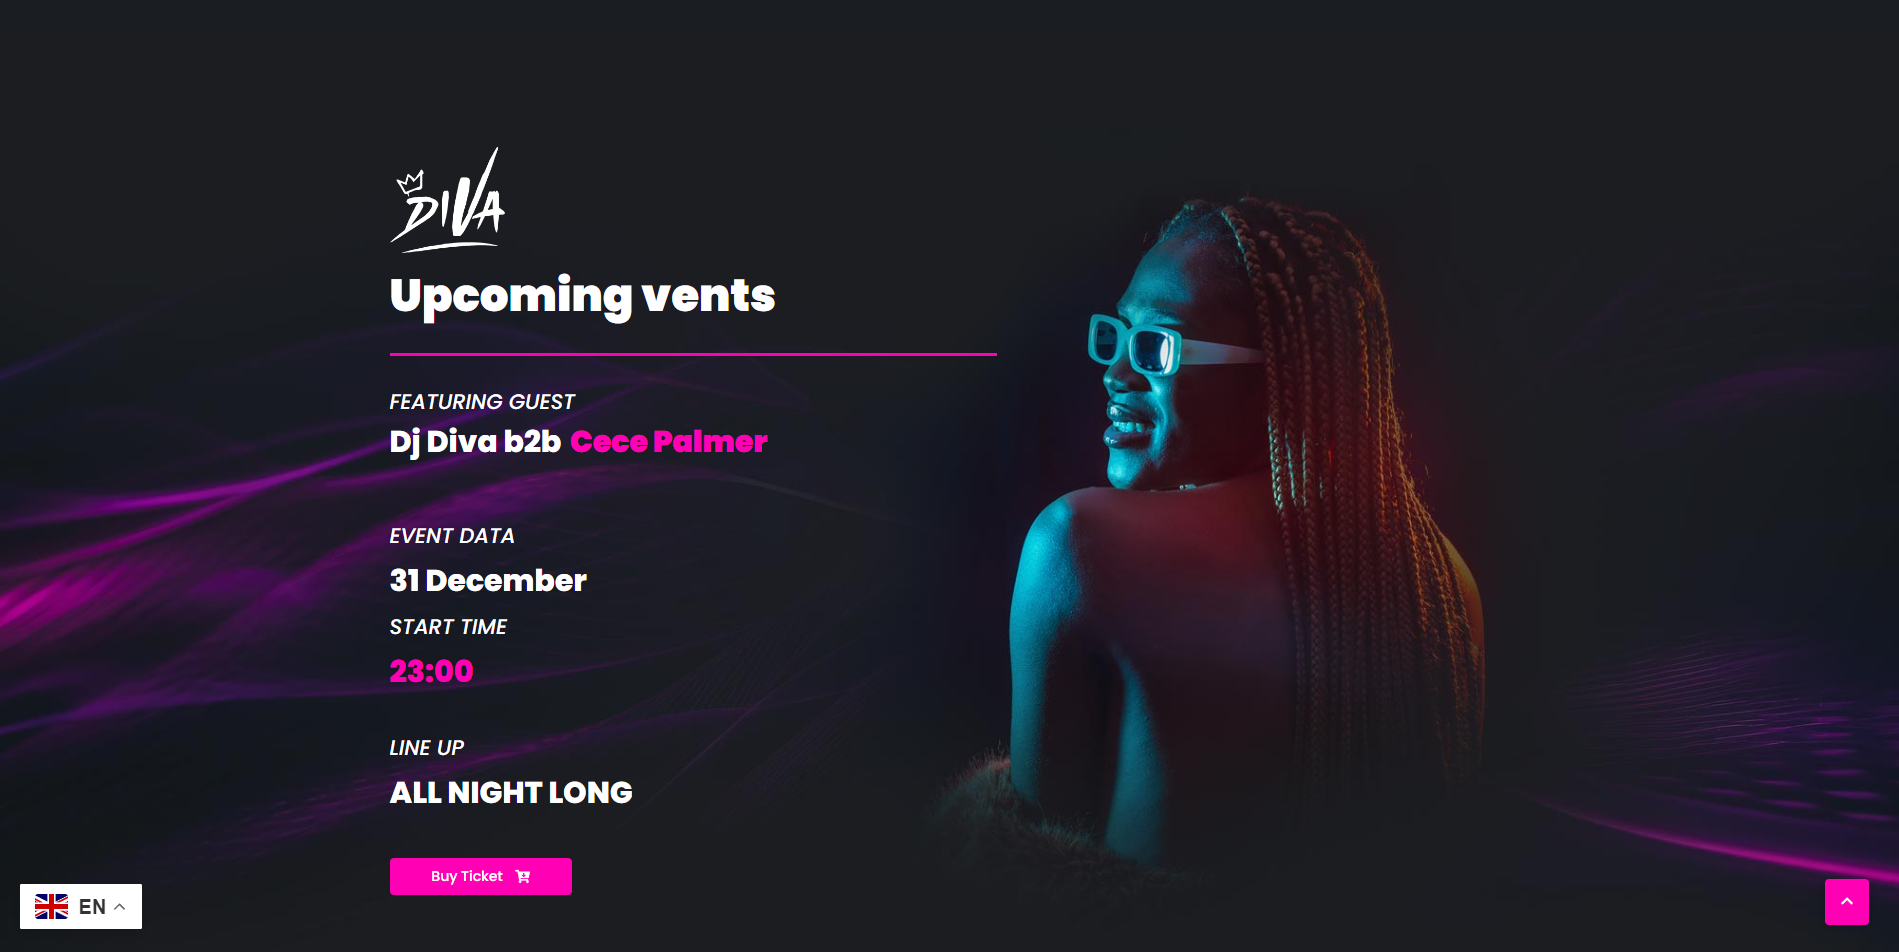 DIVA
Upcoming vents
FEATURING GUEST
Dj Diva b2b Cece Palmer
EVENT DATA
31 December
START TIME
23:00
LINE UP
ALL NIGHT LONG
Buy Ticket
EN